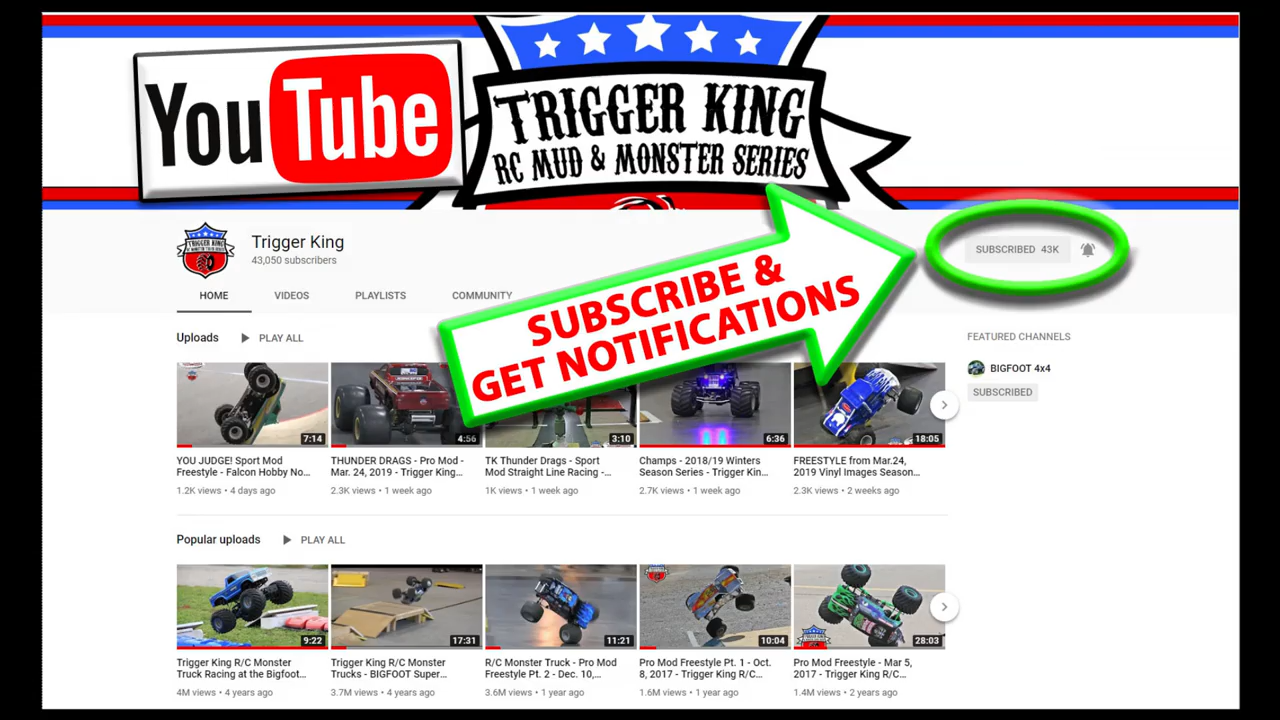 YouTube
TRIGGER KING
RC MUD & MONSTER SERIES
Trigger King
43,050 subscribers
SUBSCRIBED 43K
HOME VIDEOS PLAYLISTS COMMUNITY
SUBSCRIBE &
GET NOTIFICATIONS
FEATURED CHANNELS
BIGFOOT 4x4
SUBSCRIBED
Uploads PLAY ALL
7:14 4:56 3:10 6:36 18:05
YOU JUDGE! Sport Mod
Freestyle - Falcon Hobby No...
1.2K views • 4 days ago
THUNDER DRAGS - Pro Mod -
Mar. 24, 2019 - Trigger King...
2.3K views • 1 week ago
TK Thunder Drags - Sport
Mod Straight Line Racing -...
1K views • 1 week ago
Champs - 2018/19 Winters
Season Series - Trigger Kin...
2.7K views • 1 week ago
FREESTYLE from Mar.24,
2019 Vinyl Images Season...
2.3K views • 2 weeks ago
Popular uploads PLAY ALL
9:22 17:31 11:21 10:04 28:03
Trigger King R/C Monster
Truck Racing at the Bigfoot...
4M views • 4 years ago
Trigger King R/C Monster
Trucks - BIGFOOT Super...
3.7M views • 4 years ago
R/C Monster Truck - Pro Mod
Freestyle Pt. 2 - Dec. 10,...
3.6M views • 1 year ago
Pro Mod Freestyle Pt. 1 - Oct.
8, 2017 - Trigger King R/C...
1.6M views • 1 year ago
Pro Mod Freestyle - Mar 5,
2017 - Trigger King R/C...
1.4M views • 2 years ago